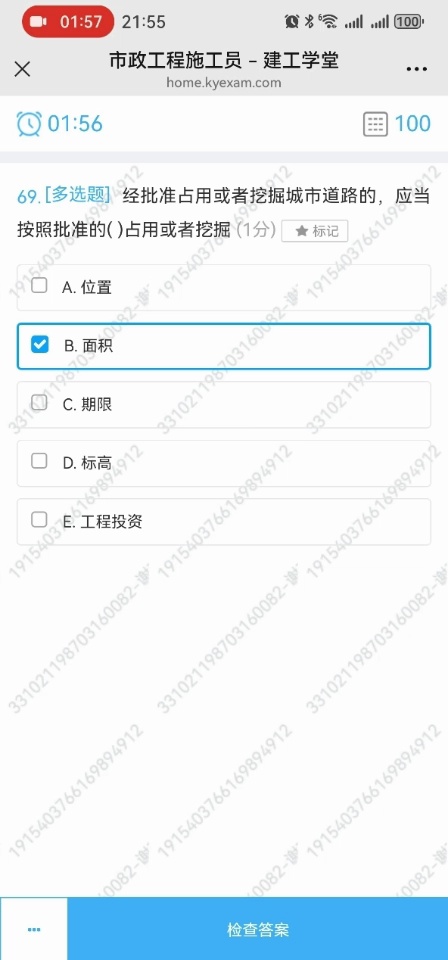 01:57 21:55 100
市政工程施工员 – 建工学堂
home.kyexam.com
01:56 100
69.[多选题] 经批准占用或者挖掘城市道路的，应当
按照批准的( )占用或者挖掘 (1分) ★ 标记
A. 位置
B. 面积
C. 期限
D. 标高
E. 工程投资
1915403766169894912
331021198703160082-谢
检查答案